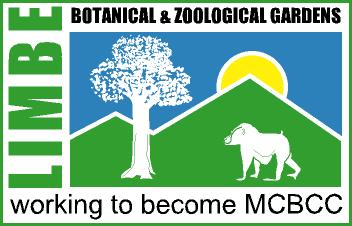 LIMBE
BOTANICAL & ZOOLOGICAL GARDENS
working to become MCBCC